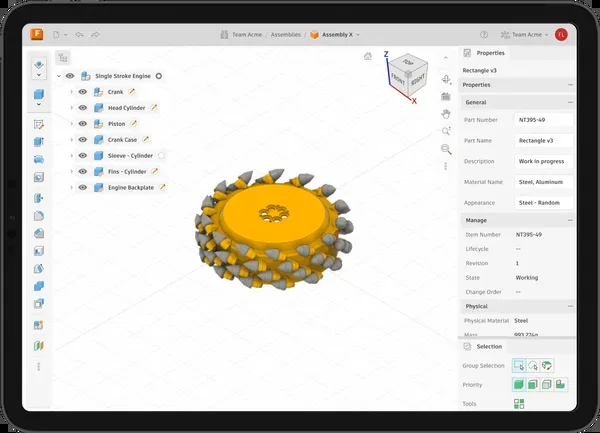 F
Team Acme / Assemblies / Assembly X
Team Acme
FL
Single Stroke Engine
Crank
Head Cylinder
Piston
Crank Case
Sleeve - Cylinder
Fins - Cylinder
Engine Backplate
Z
TOP
FRONT
RIGHT
X
Properties
Rectangle v3
Properties
General
Part Number NT395-49
Part Name Rectangle v3
Description Work in progress
Material Name Steel, Aluminum
Appearance Steel - Random
Manage
Item Number NT395-49
Lifecycle --
Revision 1
State Working
Change Order --
Physical
Physical Material Steel
Mass 993.274g
Selection
Group Selection
Priority
Tools